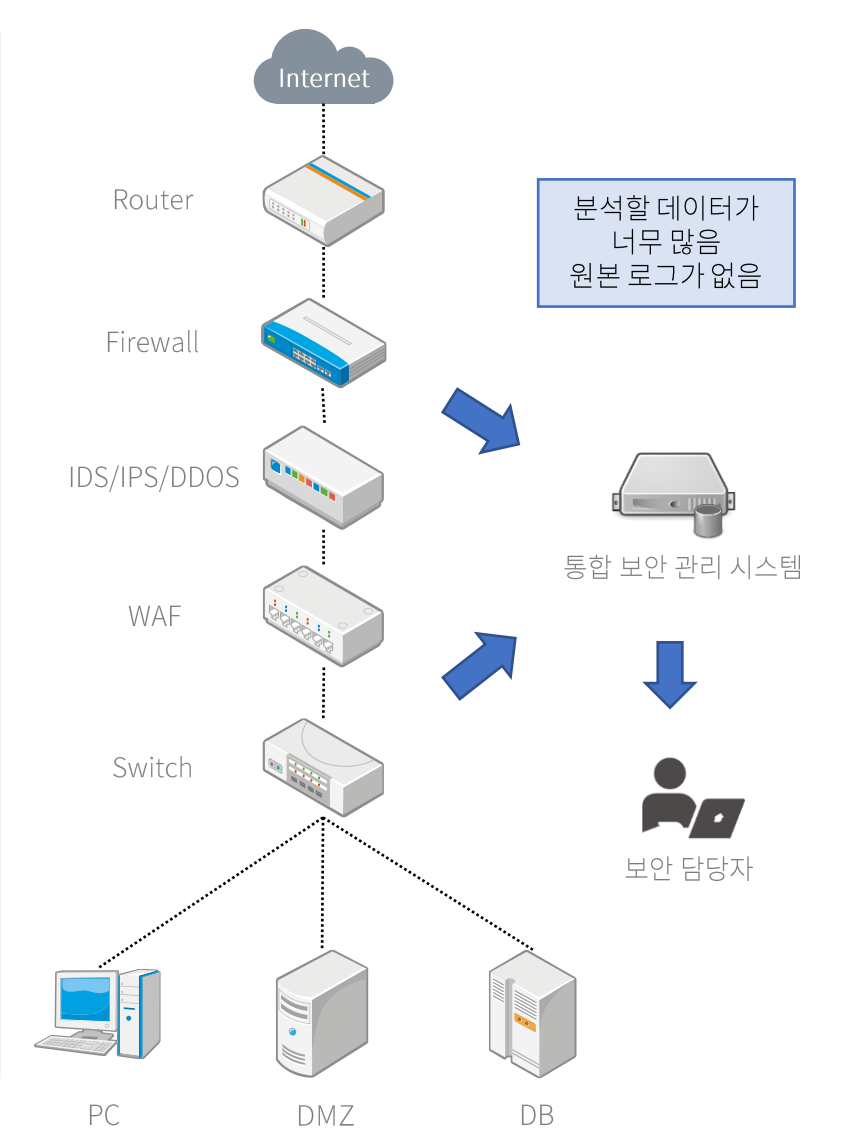 Internet
Router
분석할 데이터가
너무 많음
원본 로그가 없음
Firewall
IDS/IPS/DDOS
통합 보안 관리 시스템
WAF
Switch
보안 담당자
PC
DMZ
DB